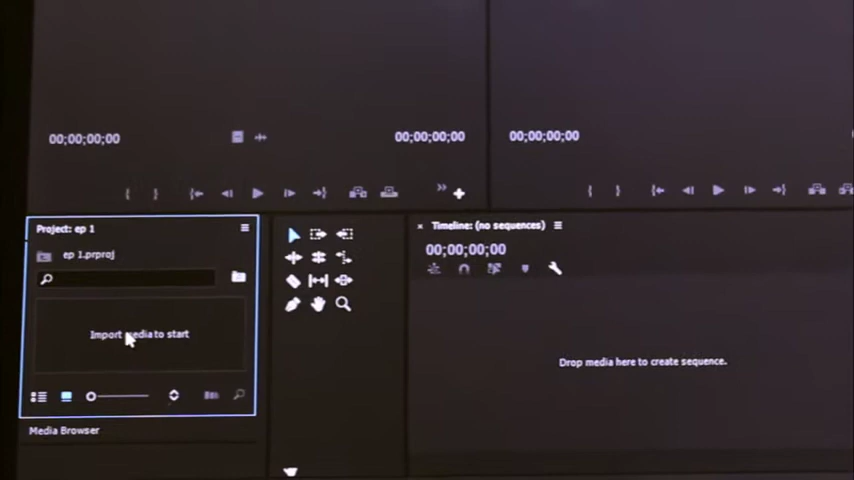 00;00;00;00
00;00;00;00
00;00;00;00
Project: ep 1
ep 1.prproj
Import media to start
Media Browser
Timeline: (no sequences)
00;00;00;00
Drop media here to create sequence.